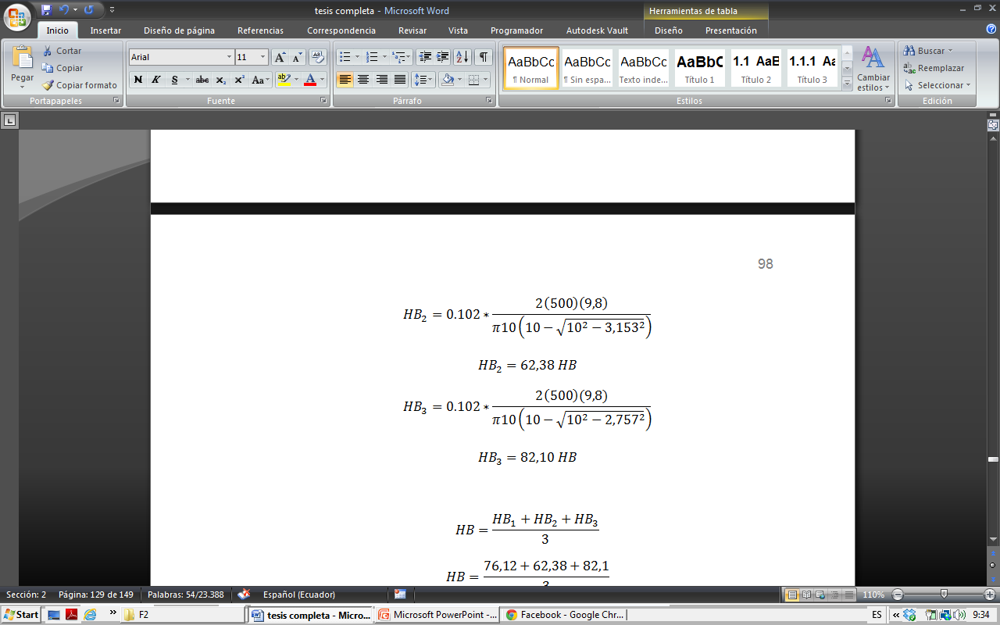 tesis completa - Microsoft Word
Herramientas de tabla
Inicio Insertar Diseño de página Referencias Correspondencia Revisar Vista Programador Autodesk Vault Diseño Presentación
Pegar
Cortar
Copiar
Copiar formato
Portapapeles
Arial 11
N K S abc x₂ x² Aa ab A
Fuente
Párrafo
AaBbCc AaBbCc AaBbCc AaBbC 1.1 AaB 1.1.1 Aa
¶ Normal ¶ Sin espa... Texto inde... Título 1 Título 2 Título 3
Cambiar estilos
Estilos
Buscar
Reemplazar
Seleccionar
Edición
98
HB₂ = 0.102 * 2(500)(9,8) / π10(10 − √(10² − 3,153²))
HB₂ = 62,38 HB
HB₃ = 0.102 * 2(500)(9,8) / π10(10 − √(10² − 2,757²))
HB₃ = 82,10 HB
HB = (HB₁ + HB₂ + HB₃) / 3
HB = (76,12 + 62,38 + 82,1) / 3
Sección: 2 Página: 129 de 149 Palabras: 54/23.388 Español (Ecuador) 110%
Start F2 tesis completa - Micro... Microsoft PowerPoint -... Facebook - Google Chr... ES 9:34